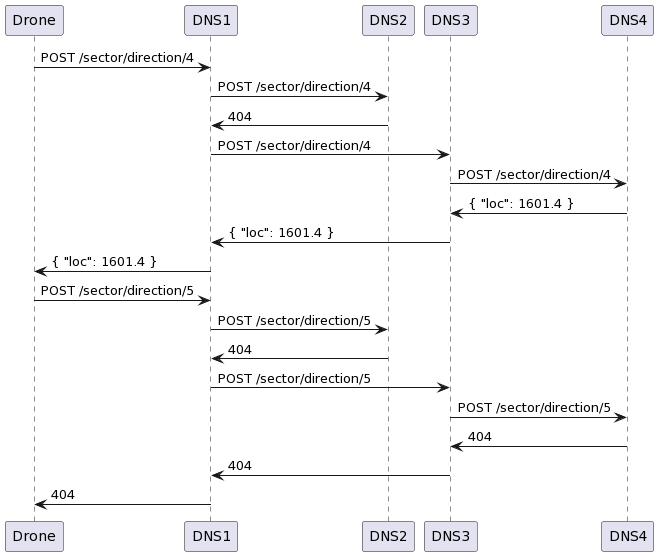 Drone DNS1 DNS2 DNS3 DNS4
POST /sector/direction/4
POST /sector/direction/4
404
POST /sector/direction/4
POST /sector/direction/4
{ "loc": 1601.4 }
{ "loc": 1601.4 }
{ "loc": 1601.4 }
POST /sector/direction/5
POST /sector/direction/5
404
POST /sector/direction/5
POST /sector/direction/5
404
404
404
Drone DNS1 DNS2 DNS3 DNS4